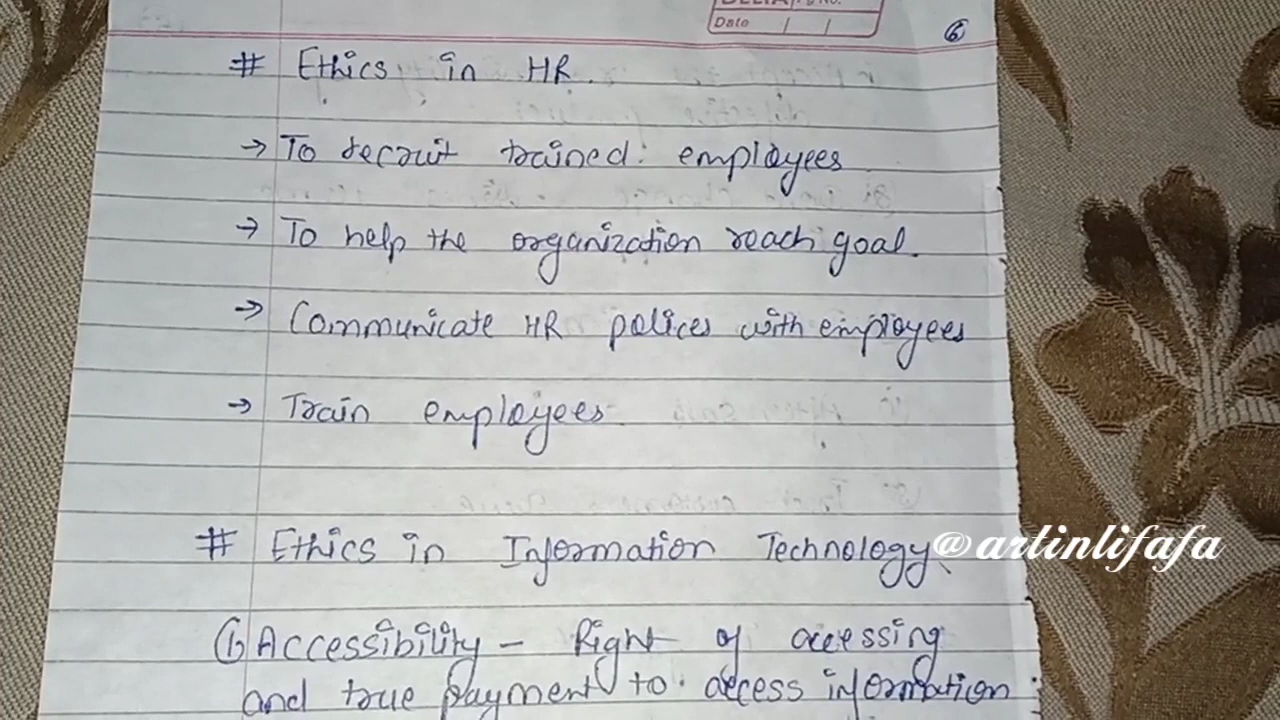 Date
6
# Ethics in HR.
→ To recruit trained employees
→ To help the organization reach goal.
→ Communicate HR polices with employees
→ Train employees
# Ethics in Information Technology
@artinlifafa
(1) Accessibility - Right of accessing
and true payment to access information